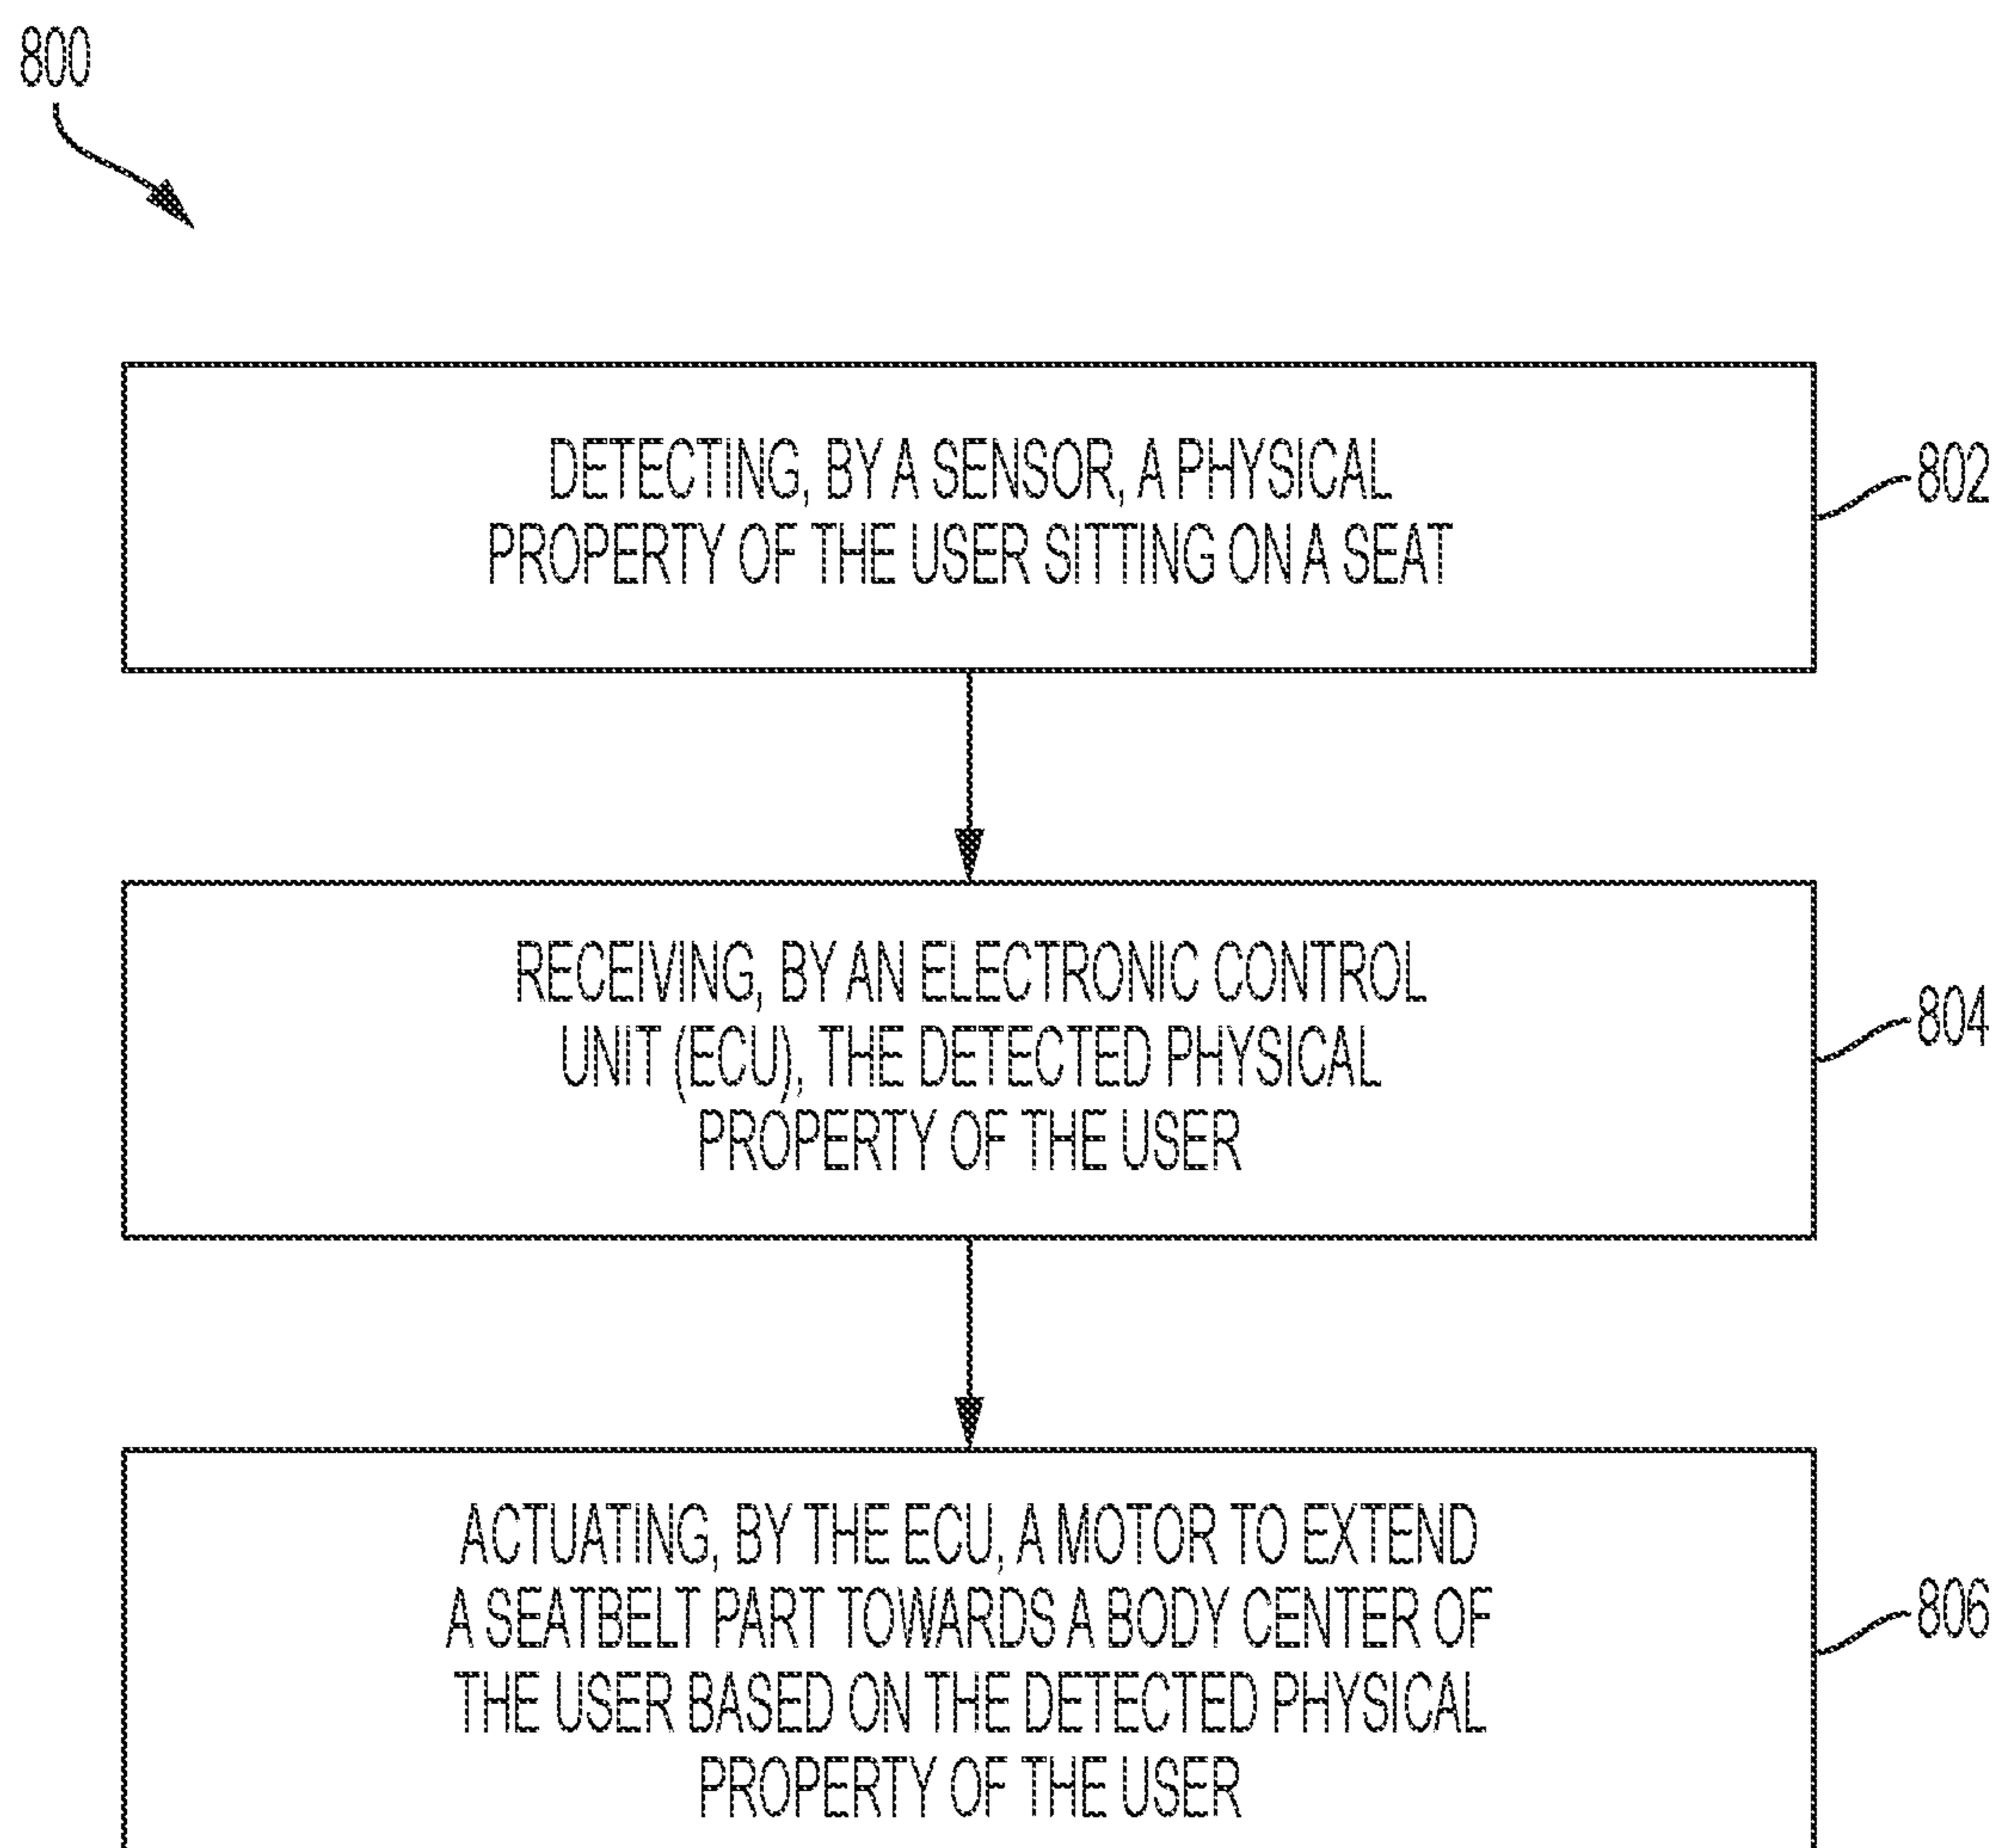 800
DETECTING, BY A SENSOR, A PHYSICAL
PROPERTY OF THE USER SITTING ON A SEAT
802
RECEIVING, BY AN ELECTRONIC CONTROL
UNIT (ECU), THE DETECTED PHYSICAL
PROPERTY OF THE USER
804
ACTUATING, BY THE ECU, A MOTOR TO EXTEND
A SEATBELT PART TOWARDS A BODY CENTER OF
THE USER BASED ON THE DETECTED PHYSICAL
PROPERTY OF THE USER
806